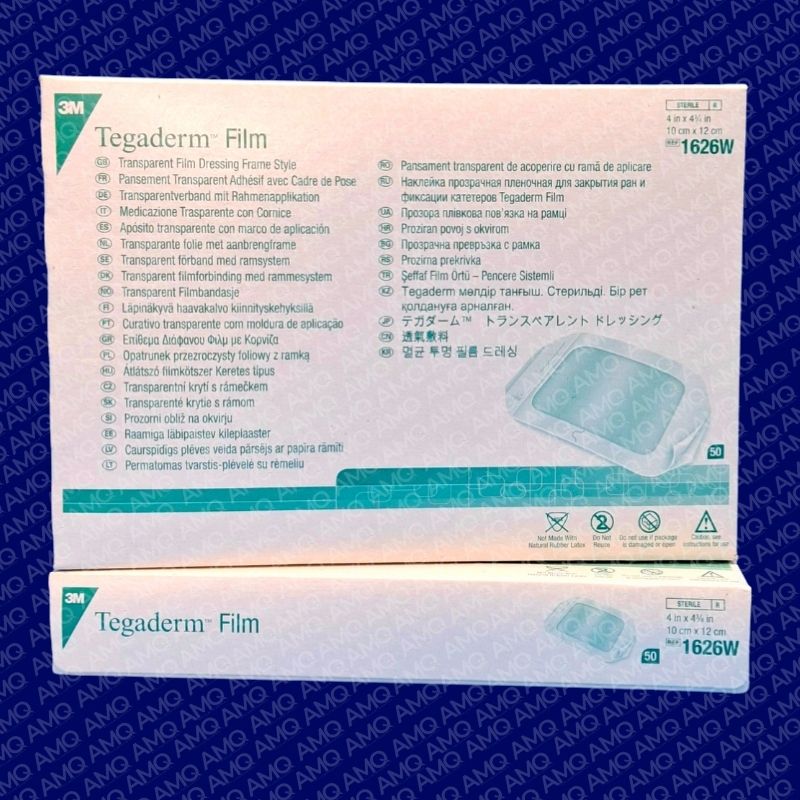 3M
Tegaderm™ Film
STERILE R
4 in x 4¾ in
10 cm x 12 cm
REF 1626W
GB Transparent Film Dressing Frame Style
FR Pansement Transparent Adhésif avec Cadre de Pose
DE Transparentverband mit Rahmenapplikation
IT Medicazione Trasparente con Cornice
ES Apósito transparente con marco de aplicación
NL Transparante folie met aanbrengframe
SE Transparent förband med ramsystem
DK Transparent filmforbinding med rammesystem
NO Transparent Filmbandasje
FI Läpinäkyvä haavakalvo kiinnityskehyksillä
PT Curativo transparente com moldura de aplicação
GR Επίθεμα Διάφανου Φιλμ με Κορνίζα
PL Opatrunek przezroczysty foliowy z ramką
HU Átlátszó filmkötszer Keretes típus
CZ Transparentní krytí s rámečkem
SK Transparentné krytie s rámom
SI Prozorni obliž na okvirju
EE Raamiga läbipaistev kileplaaster
LV Caurspīdīgs plēves veida pārsējs ar papīra rāmīti
LT Permatomas tvarstis-plėvelė su rėmeliu
RO Pansament transparent de acoperire cu ramă de aplicare
RU Наклейка прозрачная пленочная для закрытия ран и
фиксации катетеров Tegaderm Film
UA Прозора плівкова пов'язка на рамці
HR Proziran povoj s okvirom
BG Прозрачна превръзка с рамка
RS Prozirna prekrivka
TR Şeffaf Film Örtü – Pencere Sistemli
KZ Tegaderm мөлдір таңғыш. Стерильді. Бір рет
қолдануға арналған.
JP テガダーム™ トランスペアレント ドレッシング
CN 透氣敷料
KR 멸균 투명 필름 드레싱
50
Not Made With
Natural Rubber Latex
Do Not
Reuse
Do not use if package
is damaged or open
Caution, see
instructions for use
3M
Tegaderm™ Film
50
STERILE R
4 in x 4¾ in
10 cm x 12 cm
REF 1626W
AMQ